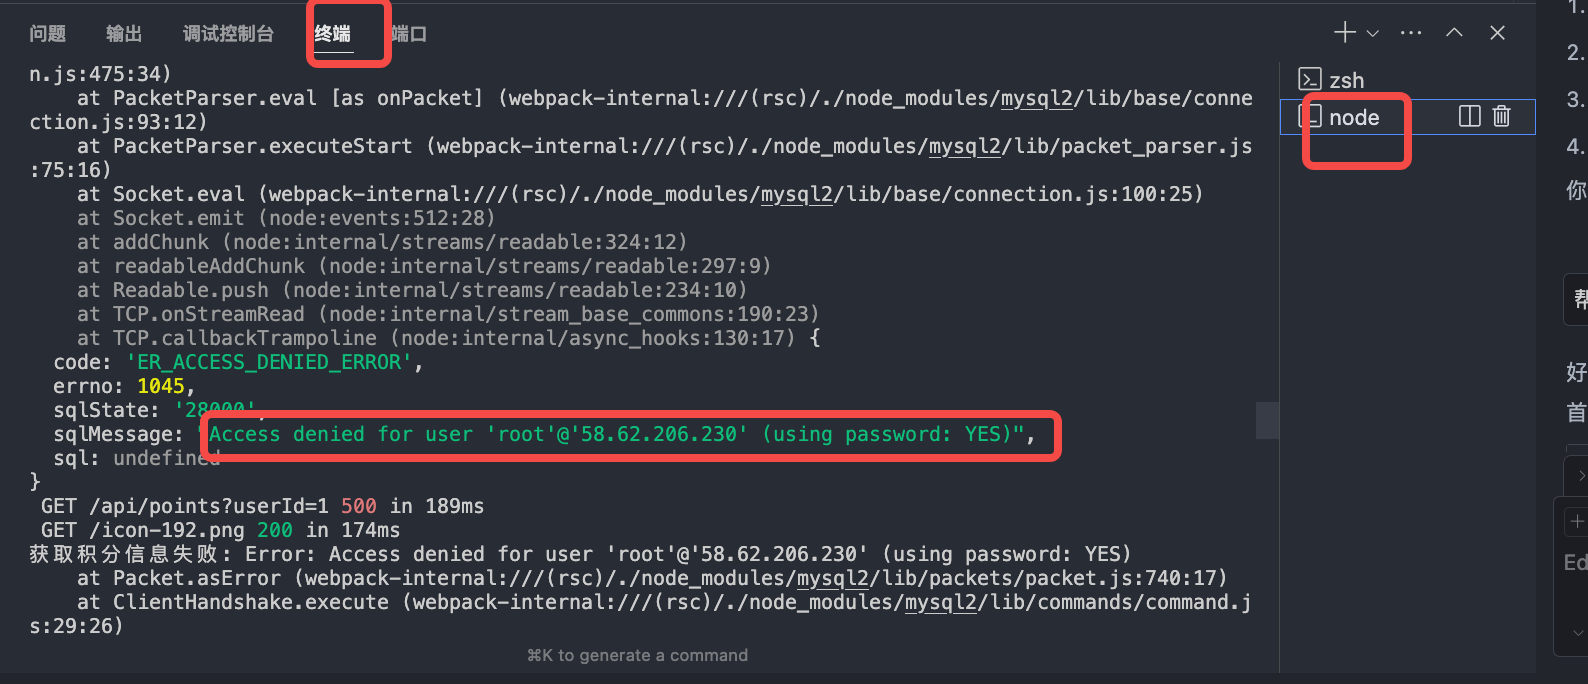 问题 输出 调试控制台 终端 端口
n.js:475:34)
    at PacketParser.eval [as onPacket] (webpack-internal:///(rsc)/./node_modules/mysql2/lib/base/conne
ction.js:93:12)
    at PacketParser.executeStart (webpack-internal:///(rsc)/./node_modules/mysql2/lib/packet_parser.js
:75:16)
    at Socket.eval (webpack-internal:///(rsc)/./node_modules/mysql2/lib/base/connection.js:100:25)
    at Socket.emit (node:events:512:28)
    at addChunk (node:internal/streams/readable:324:12)
    at readableAddChunk (node:internal/streams/readable:297:9)
    at Readable.push (node:internal/streams/readable:234:10)
    at TCP.onStreamRead (node:internal/stream_base_commons:190:23)
    at TCP.callbackTrampoline (node:internal/async_hooks:130:17) {
  code: 'ER_ACCESS_DENIED_ERROR',
  errno: 1045,
  sqlState: '28000',
  sqlMessage: "Access denied for user 'root'@'58.62.206.230' (using password: YES)",
  sql: undefined
}
 GET /api/points?userId=1 500 in 189ms
 GET /icon-192.png 200 in 174ms
获取积分信息失败: Error: Access denied for user 'root'@'58.62.206.230' (using password: YES)
    at Packet.asError (webpack-internal:///(rsc)/./node_modules/mysql2/lib/packets/packet.js:740:17)
    at ClientHandshake.execute (webpack-internal:///(rsc)/./node_modules/mysql2/lib/commands/command.j
s:29:26)
⌘K to generate a command
zsh
node
1.
2.
3.
4.
你
好
首
Ed